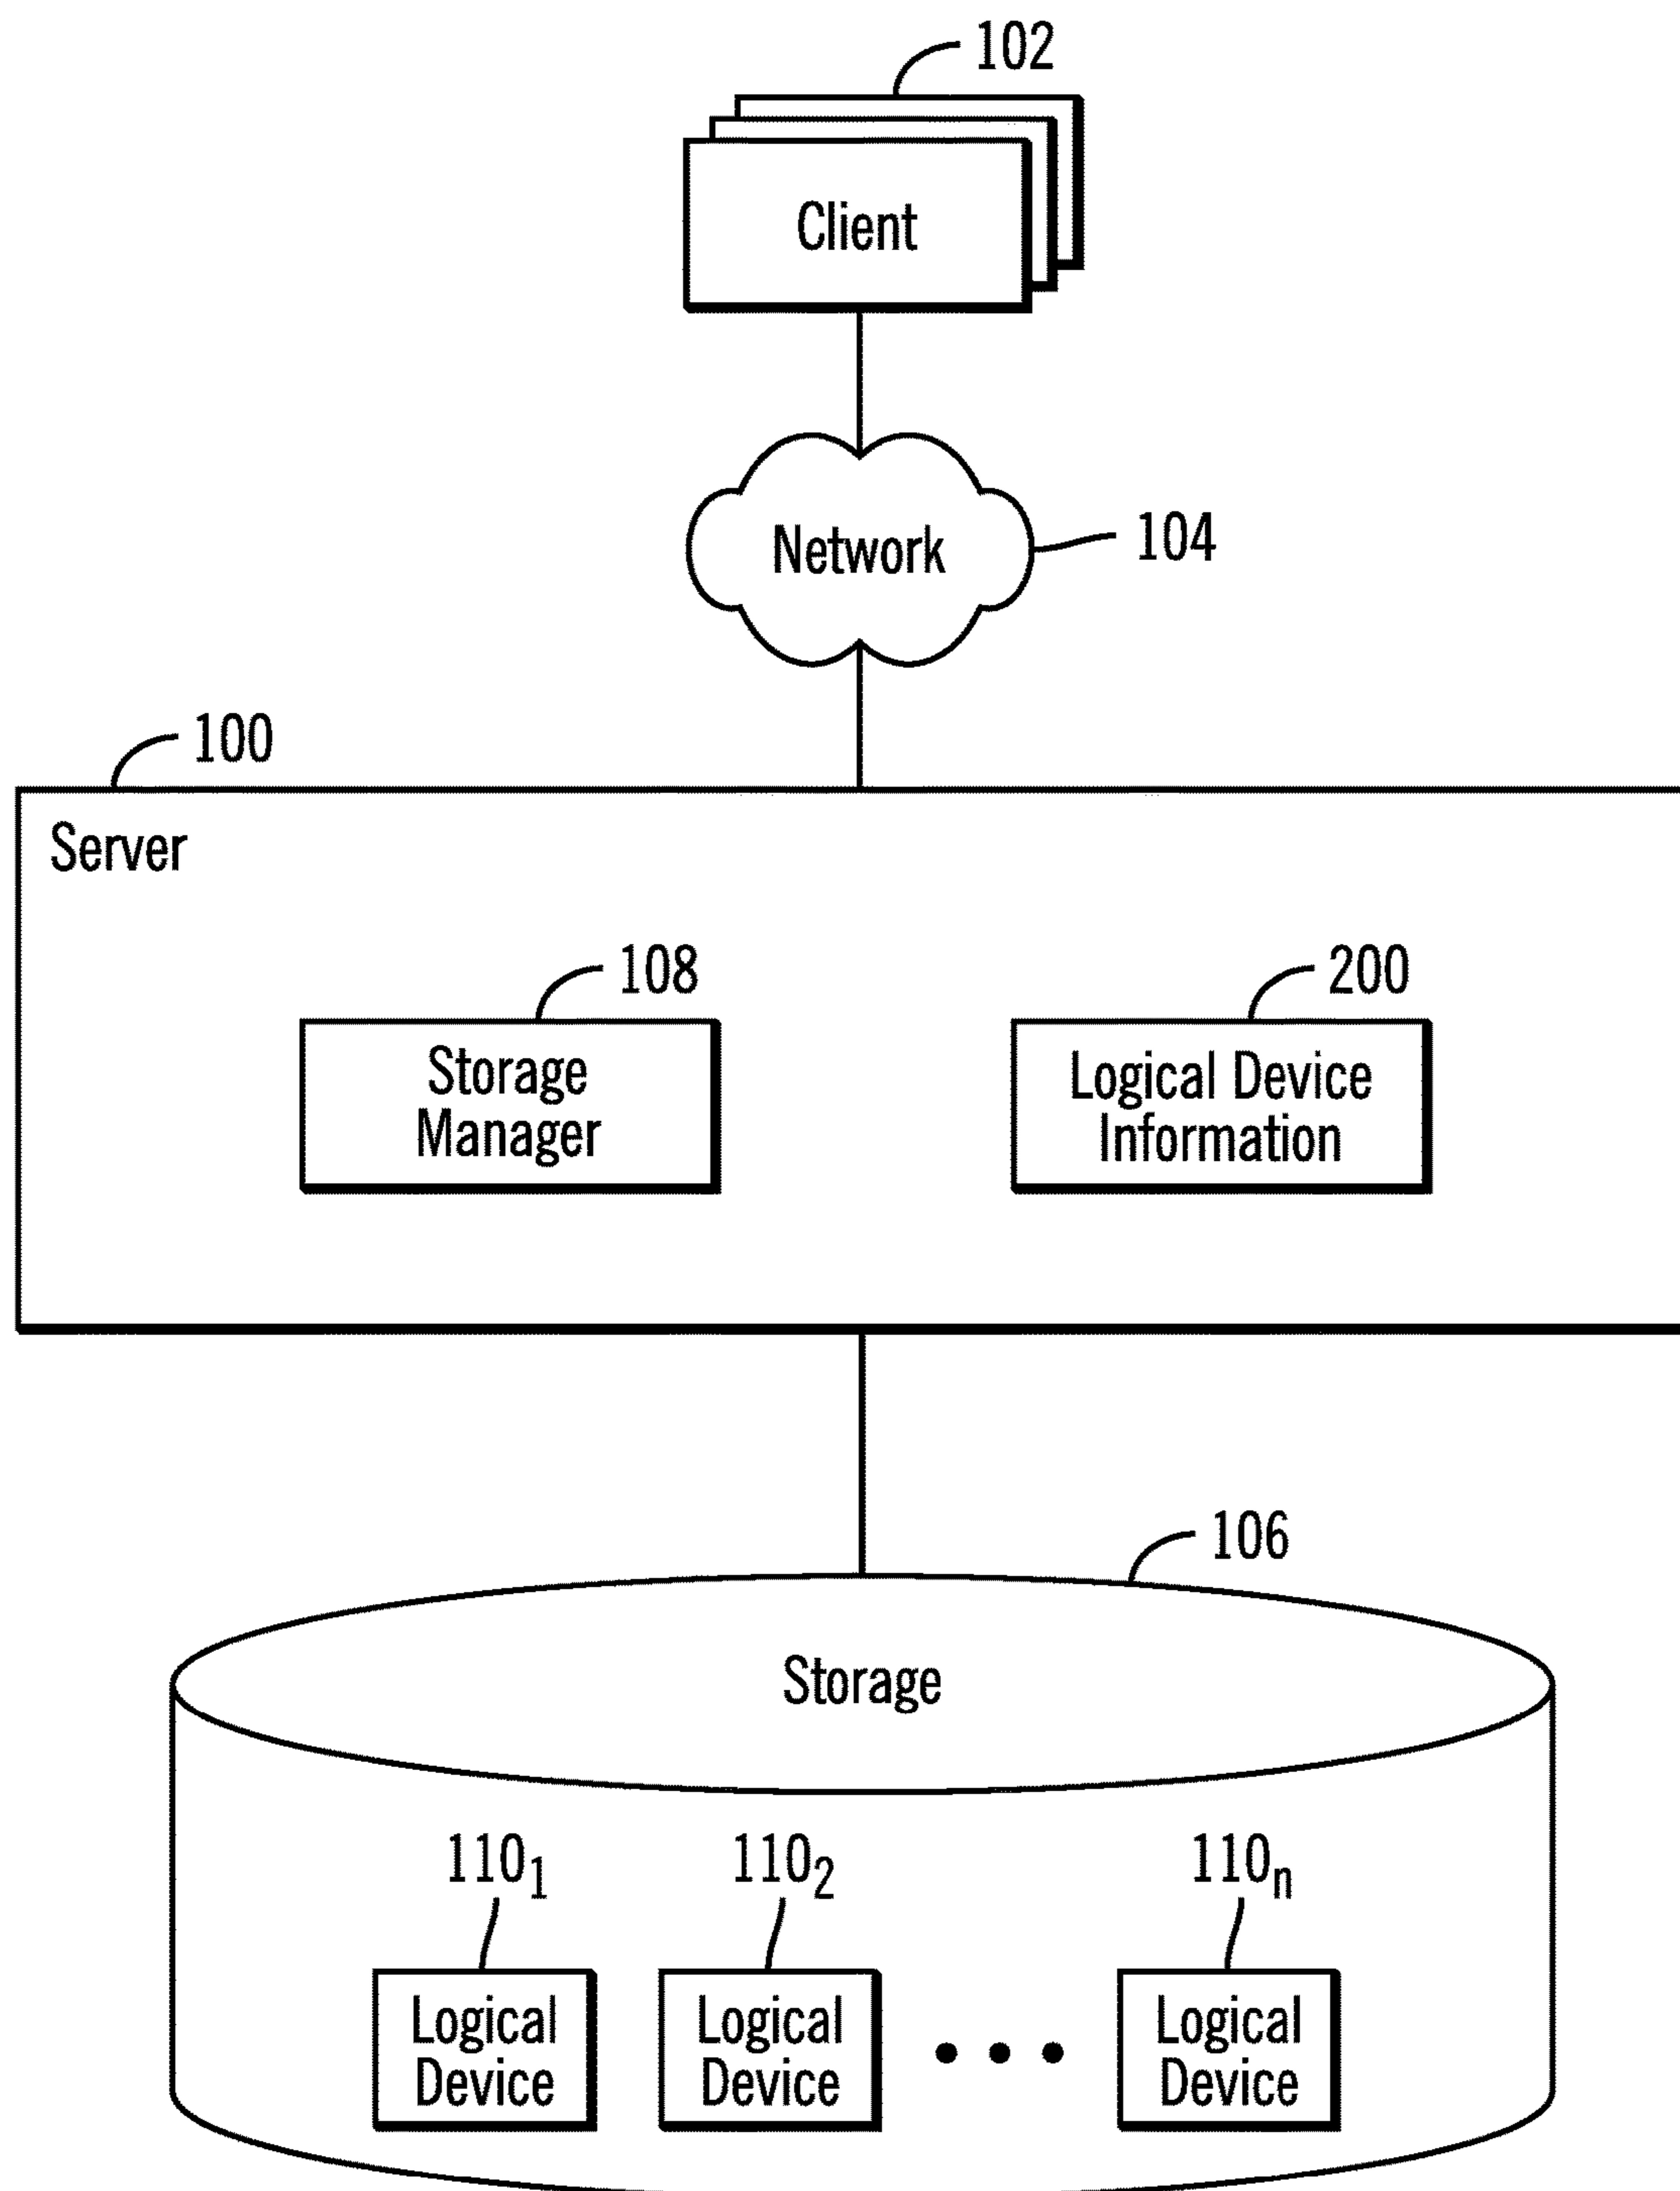 102
Client
Network
104
100
Server
108
200
Storage
Manager
Logical Device
Information
106
Storage
110₁
110₂
110ₙ
Logical
Device
Logical
Device
Logical
Device